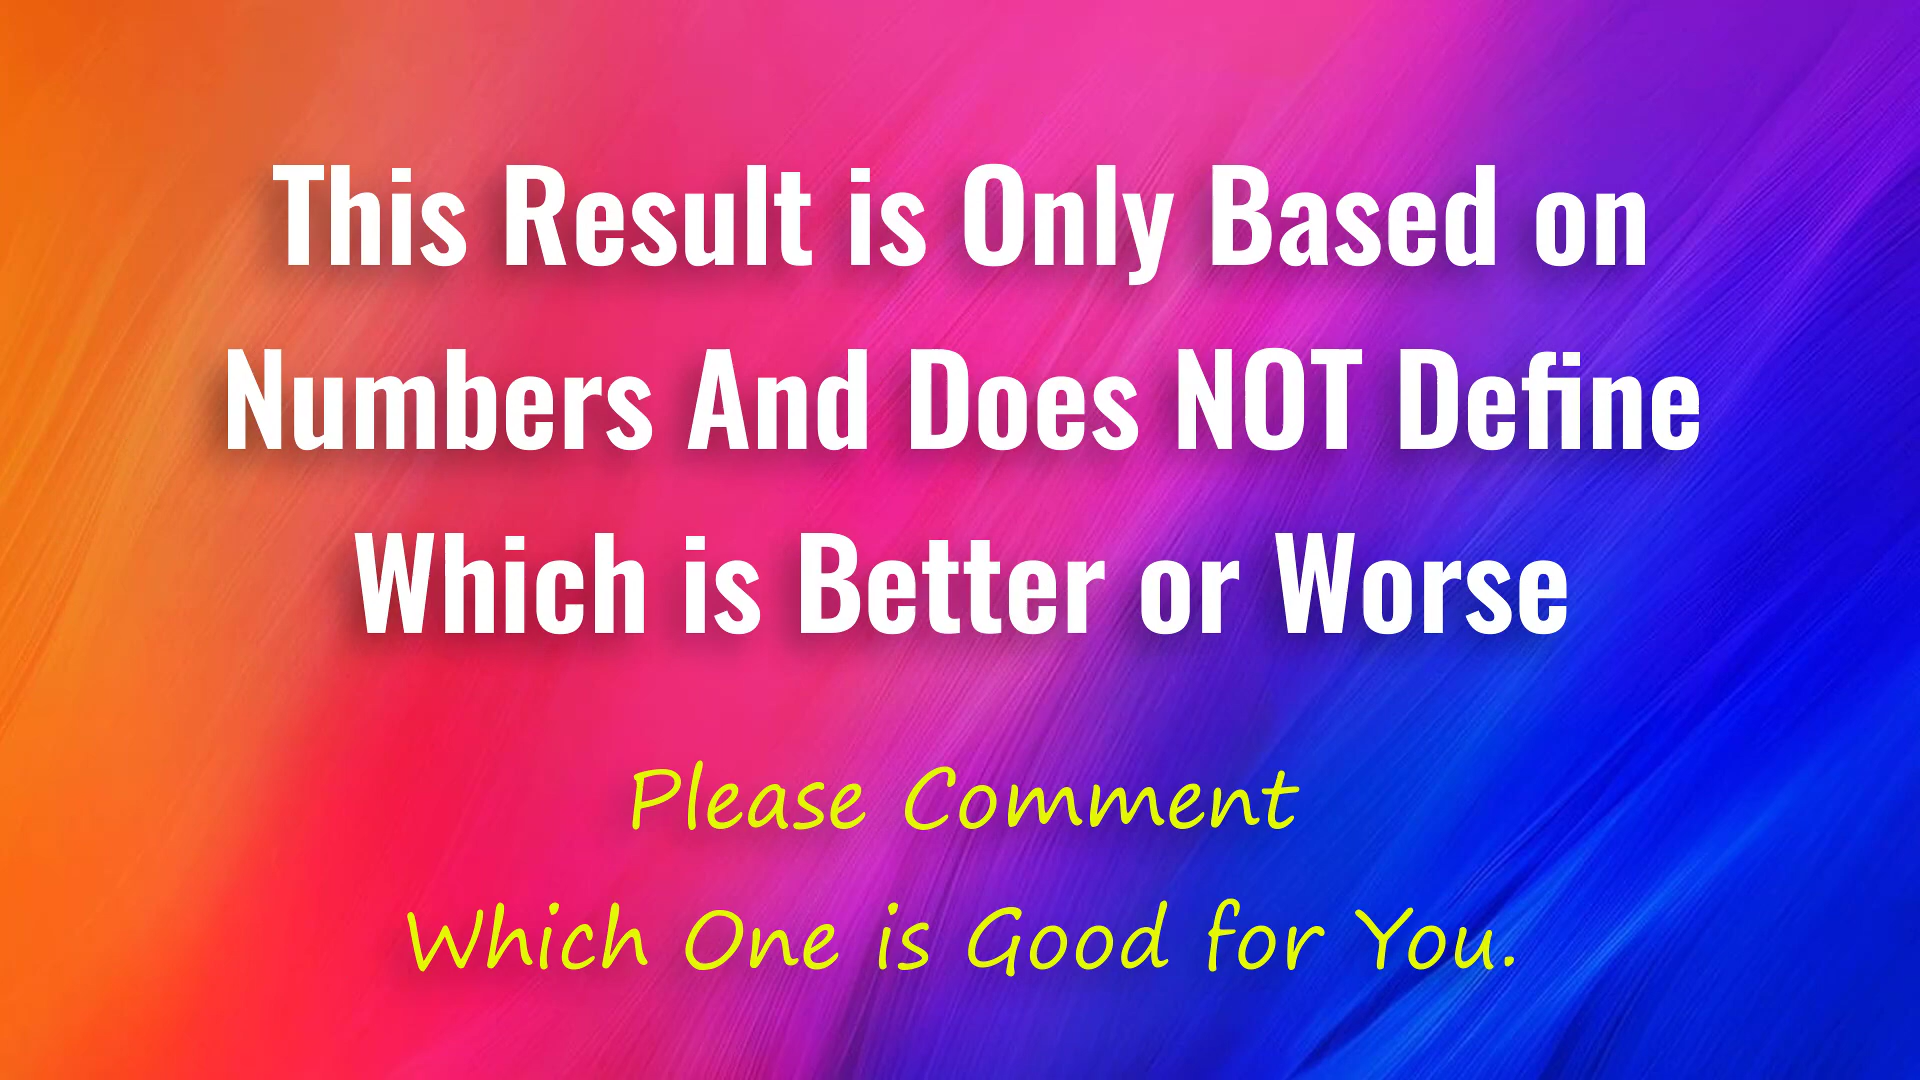 This Result is Only Based on
Numbers And Does NOT Define
Which is Better or Worse
Please Comment
Which One is Good for You.